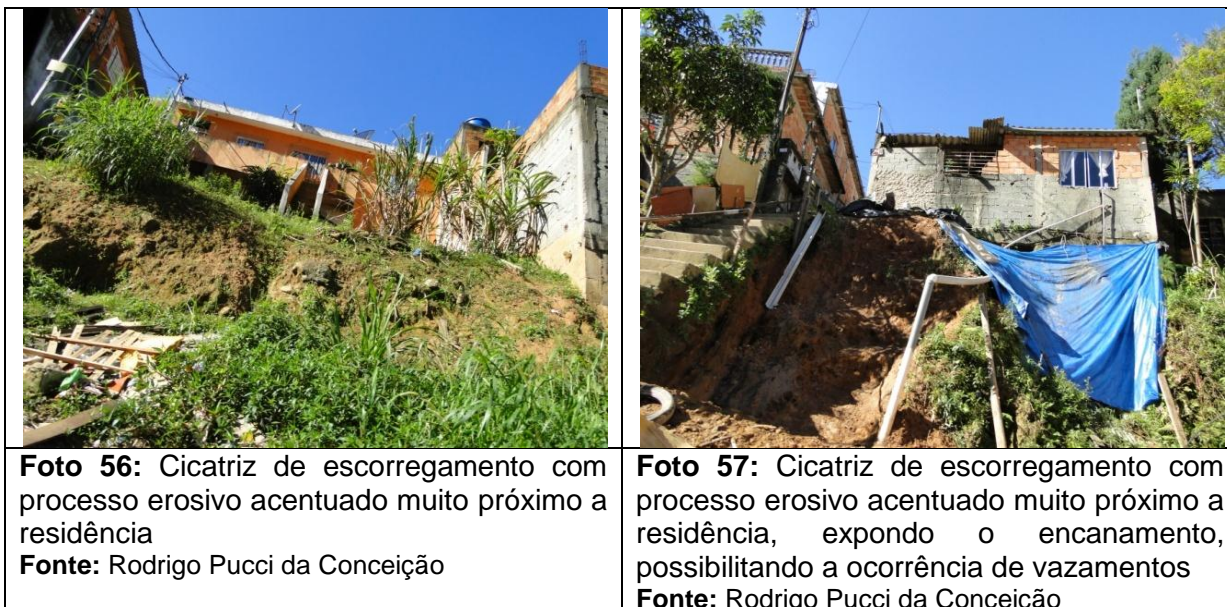 Foto 56: Cicatriz de escorregamento com
processo erosivo acentuado muito próximo a
residência
Fonte: Rodrigo Pucci da Conceição
Foto 57: Cicatriz de escorregamento com
processo erosivo acentuado muito próximo a
residência, expondo o encanamento,
possibilitando a ocorrência de vazamentos
Fonte: Rodrigo Pucci da Conceição